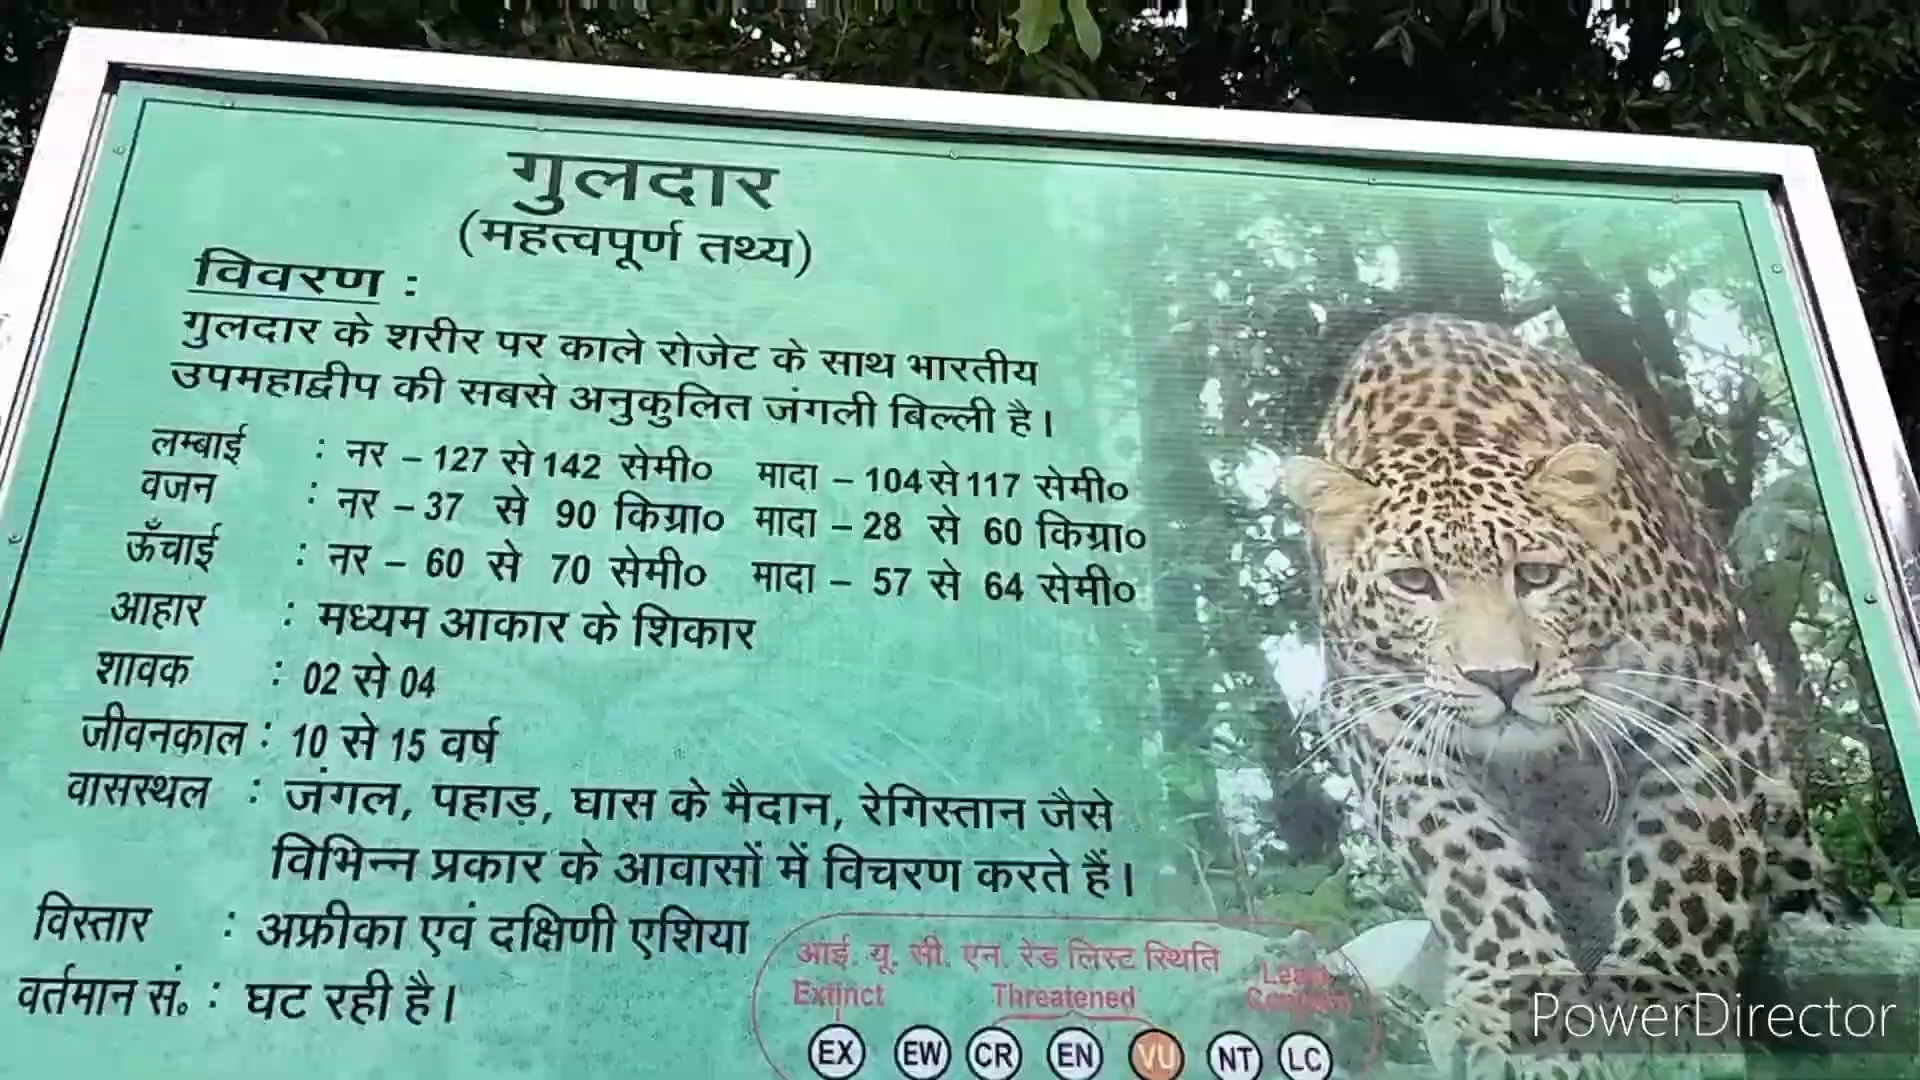 गुलदार
(महत्वपूर्ण तथ्य)
विवरण :
गुलदार के शरीर पर काले रोजेट के साथ भारतीय
उपमहाद्वीप की सबसे अनुकुलित जंगली बिल्ली है।
लम्बाई : नर – 127 से 142 सेमी० मादा – 104 से 117 सेमी०
वजन : नर – 37 से 90 किग्रा० मादा – 28 से 60 किग्रा०
ऊँचाई : नर – 60 से 70 सेमी० मादा – 57 से 64 सेमी०
आहार : मध्यम आकार के शिकार
शावक : 02 से 04
जीवनकाल : 10 से 15 वर्ष
वासस्थल : जंगल, पहाड़, घास के मैदान, रेगिस्तान जैसे
विभिन्न प्रकार के आवासों में विचरण करते हैं।
विस्तार : अफ्रीका एवं दक्षिणी एशिया
वर्तमान सं. : घट रही है।
आई. यू. सी. एन. रेड लिस्ट स्थिति
Extinct Threatened Least Concern
EX EW CR EN VU NT LC
PowerDirector